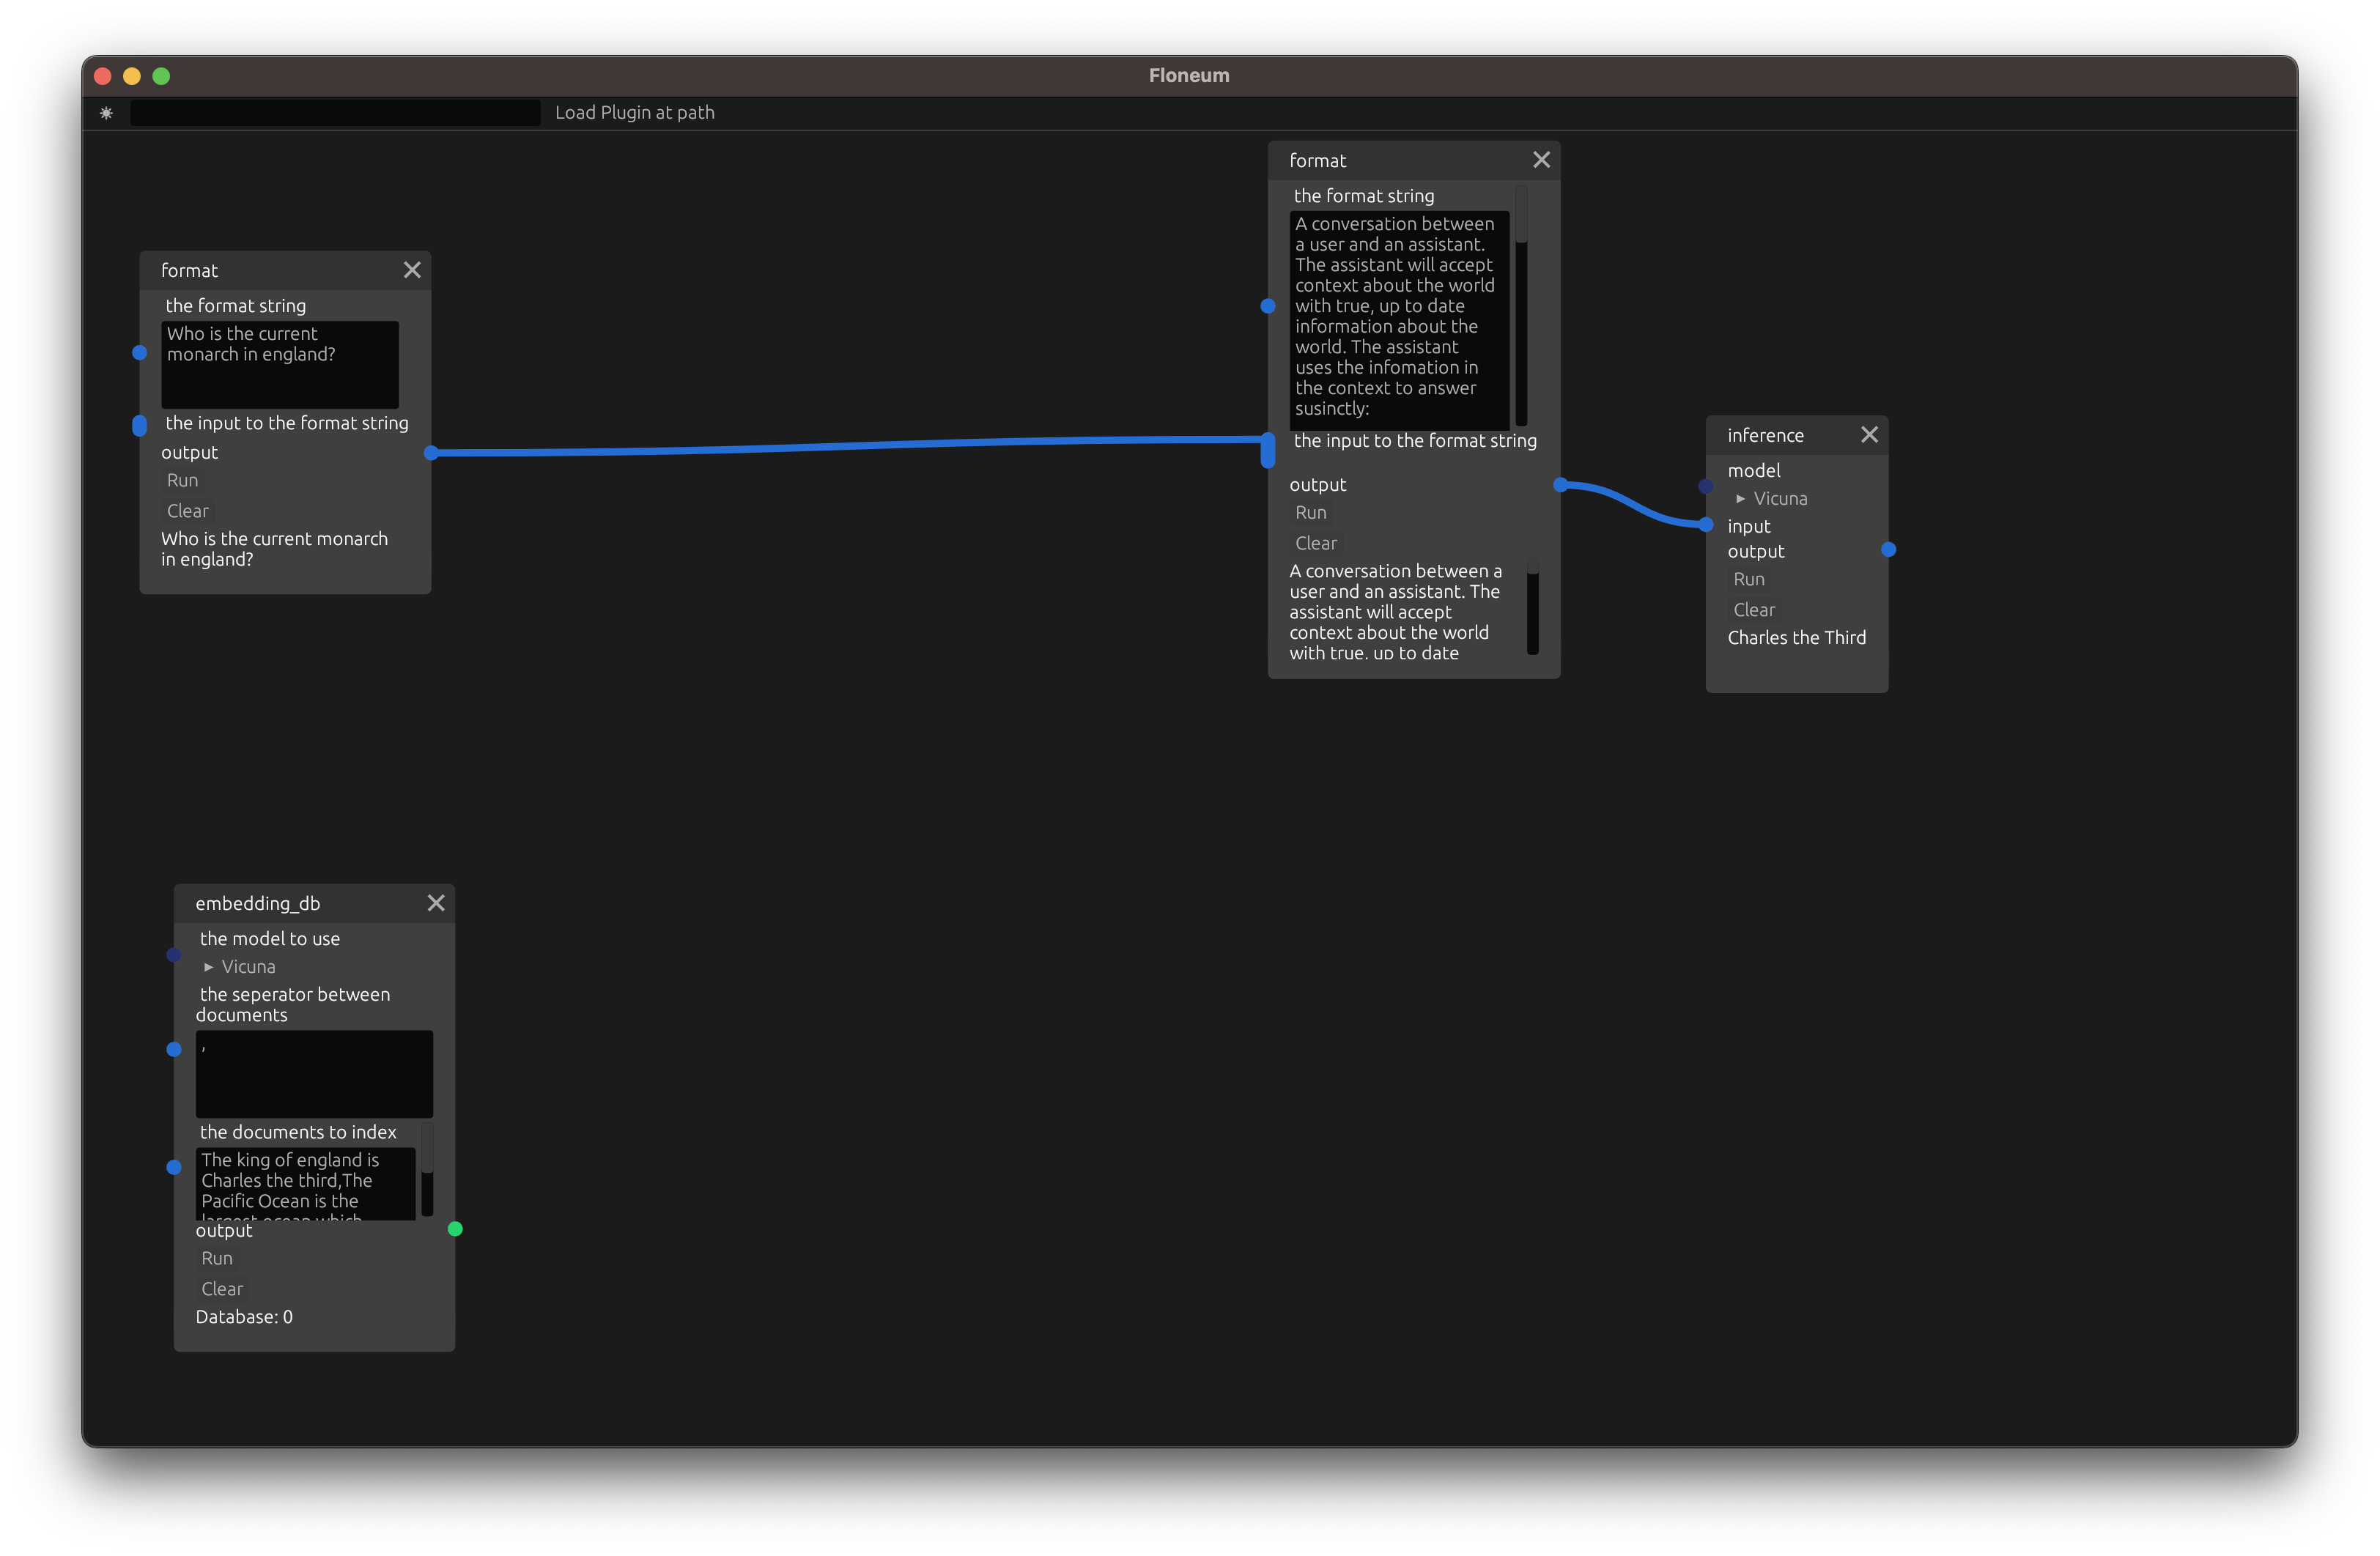 Floneum
Load Plugin at path
format
the format string
Who is the current
monarch in england?
the input to the format string
output
Run
Clear
Who is the current monarch
in england?
format
the format string
A conversation between
a user and an assistant.
The assistant will accept
context about the world
with true, up to date
information about the
world. The assistant
uses the infomation in
the context to answer
susinctly:
the input to the format string
output
Run
Clear
A conversation between a
user and an assistant. The
assistant will accept
context about the world
with true, up to date
inference
model
Vicuna
input
output
Run
Clear
Charles the Third
embedding_db
the model to use
Vicuna
the seperator between
documents
,
the documents to index
The king of england is
Charles the third,The
Pacific Ocean is the
largest ocean which
output
Run
Clear
Database: 0